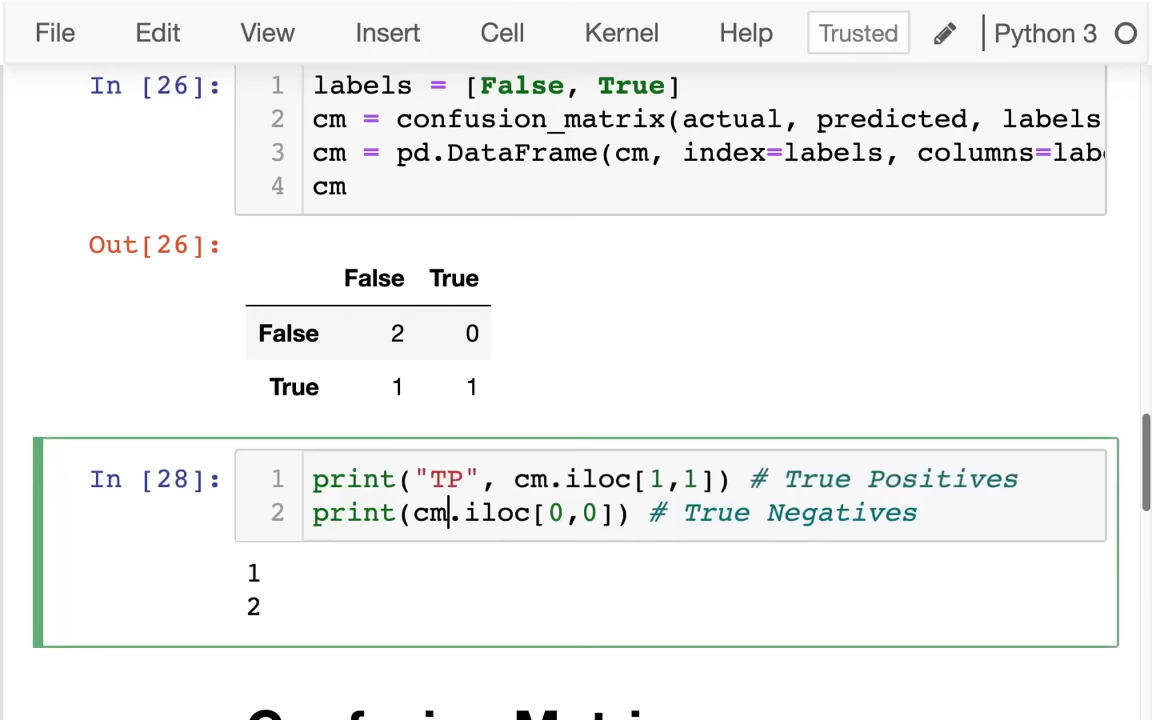 File Edit View Insert Cell Kernel Help Trusted Python 3
In [26]: 1 labels = [False, True]
2 cm = confusion_matrix(actual, predicted, labels
3 cm = pd.DataFrame(cm, index=labels, columns=lab
4 cm
Out[26]:
False True
False 2 0
True 1 1
In [28]: 1 print("TP", cm.iloc[1,1]) # True Positives
2 print(cm.iloc[0,0]) # True Negatives
1
2